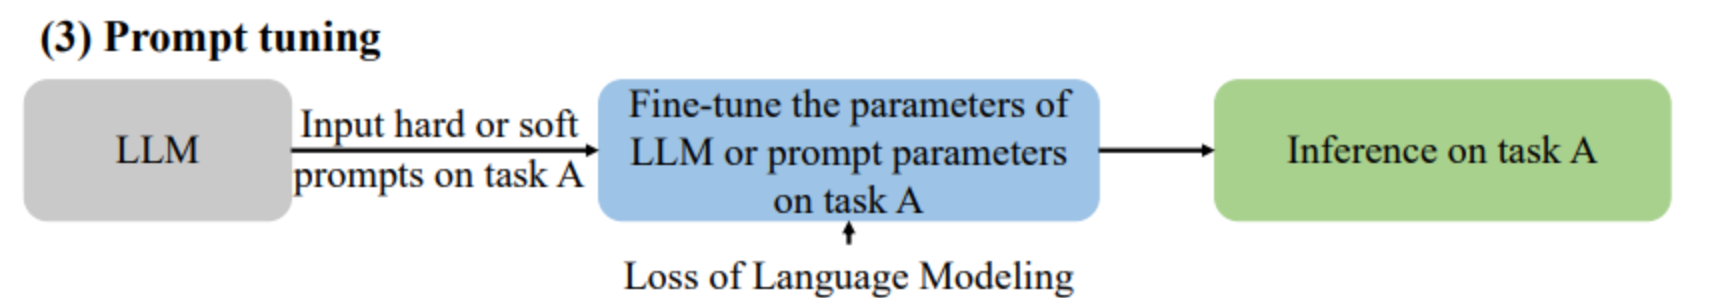 (3) Prompt tuning
LLM
Input hard or soft
prompts on task A
Fine-tune the parameters of
LLM or prompt parameters
on task A
Inference on task A
Loss of Language Modeling